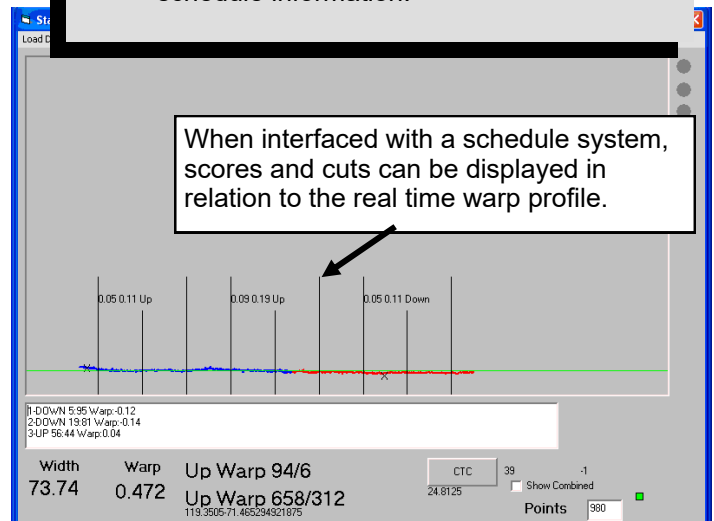 schedule information.
Sta
Load D
When interfaced with a schedule system,
scores and cuts can be displayed in
relation to the real time warp profile.
0.05 0.11 Up 0.09 0.19 Up 0.05 0.11 Down
1-DOWN 5:95 Warp:-0.12
2-DOWN 19:81 Warp:-0.14
3-UP 56:44 Warp:0.04
Width Warp Up Warp 94/6 CTC 39 -1
73.74 0.472 Up Warp 658/312 24.8125 Show Combined
119.3505-71.465294921875 Points 980